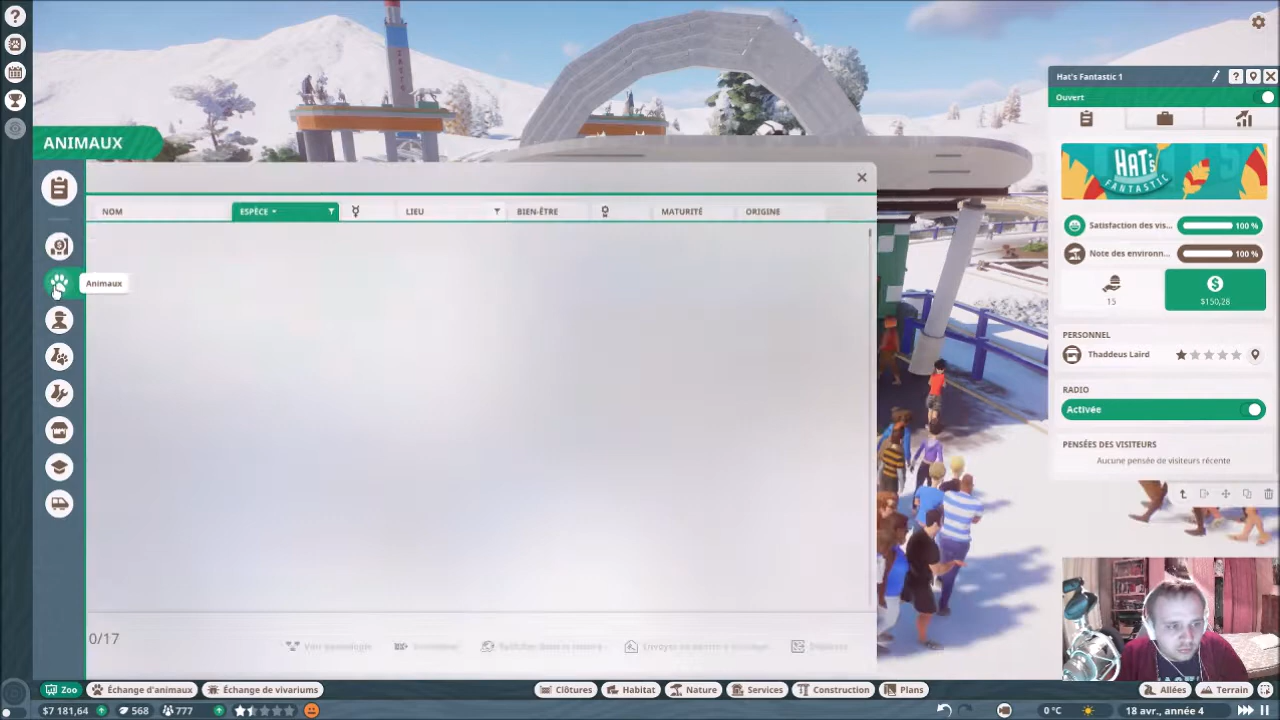 Hat's Fantastic 1
Ouvert
ANIMAUX
HAT'S
FANTASTIC
NOM
ESPÈCE
LIEU
BIEN-ÊTRE
MATURITÉ
ORIGINE
Satisfaction des vis...
100 %
Note des environn...
100 %
Animaux
15
$150,28
PERSONNEL
Thaddeus Laird
RADIO
Activée
PENSÉES DES VISITEURS
Aucune pensée de visiteurs récente
0/17
Zoo
Échange d'animaux
Échange de vivariums
Clôtures
Habitat
Nature
Services
Construction
Plans
Allées
Terrain
$7 181,64
568
777
0°C
18 avr., année 4